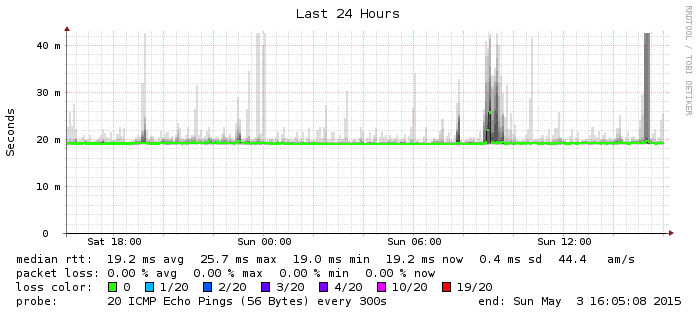 Last 24 Hours
RRDTOOL / TOBI OETIKER
Seconds
40 m
30 m
20 m
10 m
0
Sat 18:00 Sun 00:00 Sun 06:00 Sun 12:00
median rtt: 19.2 ms avg 25.7 ms max 19.0 ms min 19.2 ms now 0.4 ms sd 44.4 am/s
packet loss: 0.00 % avg 0.00 % max 0.00 % min 0.00 % now
loss color: 0 1/20 2/20 3/20 4/20 10/20 19/20
probe: 20 ICMP Echo Pings (56 Bytes) every 300s end: Sun May 3 16:05:08 2015